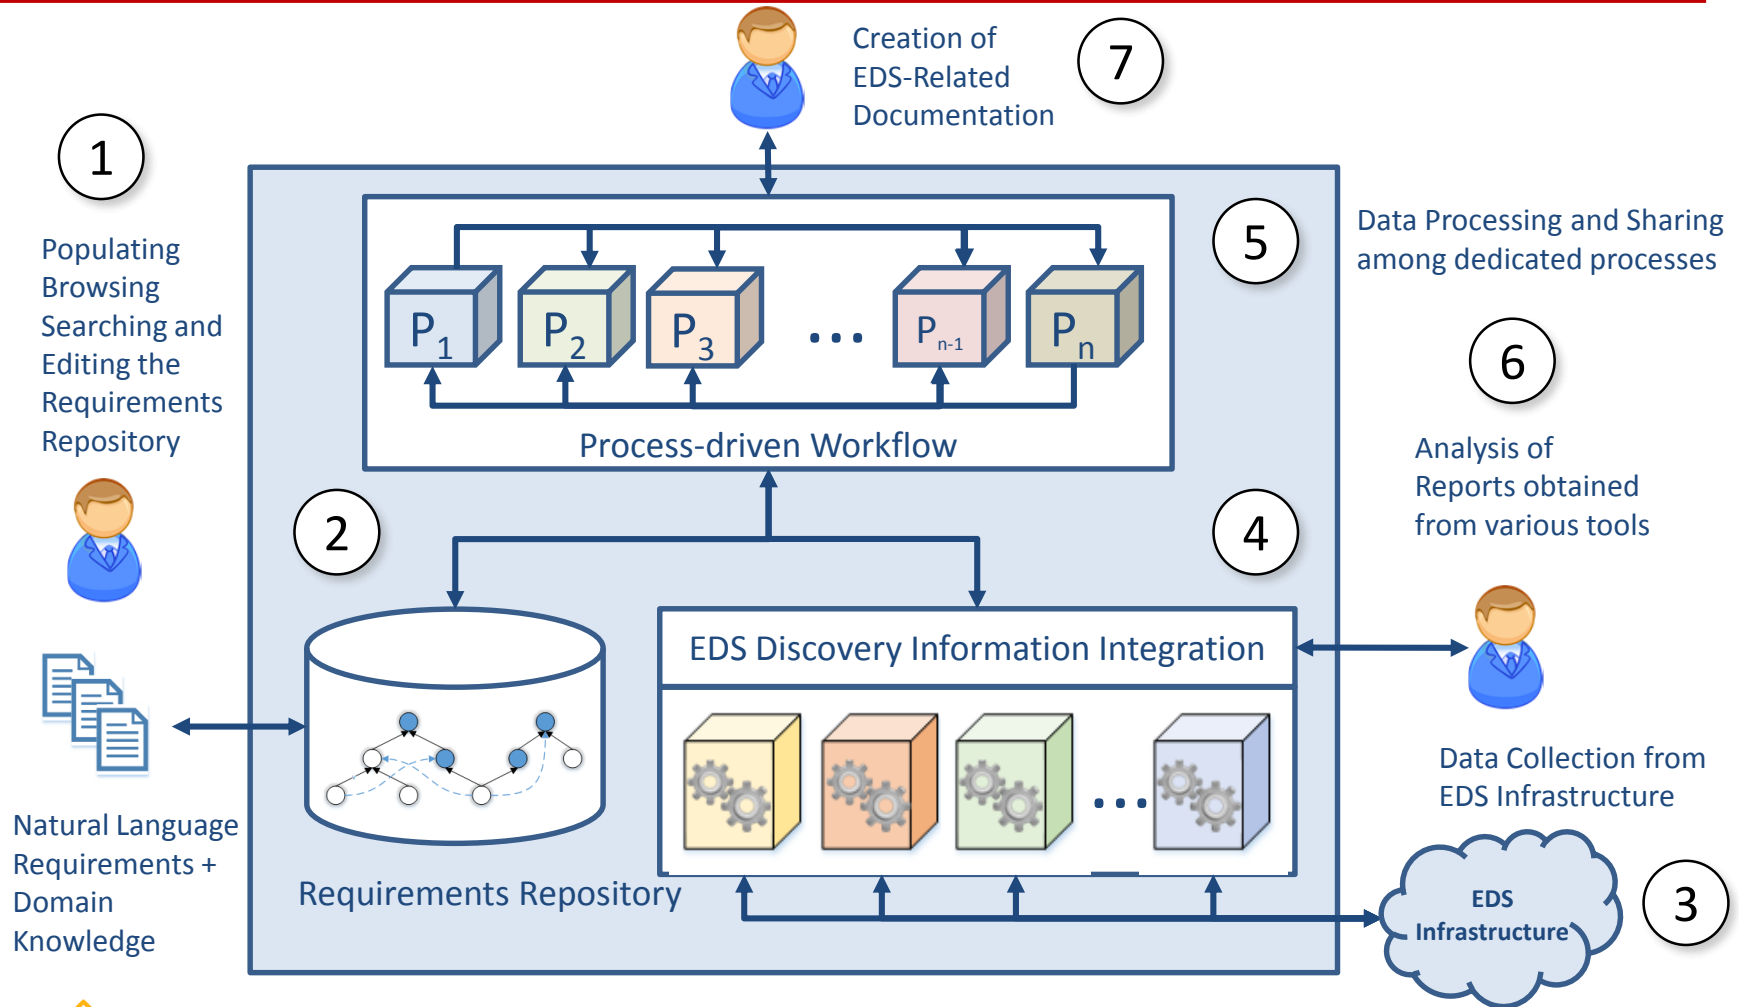 Creation of
EDS-Related
Documentation
7
1
Populating
Browsing
Searching and
Editing the
Requirements
Repository
5
Data Processing and Sharing
among dedicated processes
P1 P2 P3 ... Pn-1 Pn
Process-driven Workflow
6
Analysis of
Reports obtained
from various tools
2
4
EDS Discovery Information Integration
...
Data Collection from
EDS Infrastructure
Natural Language
Requirements +
Domain
Knowledge
Requirements Repository
EDS
Infrastructure
3